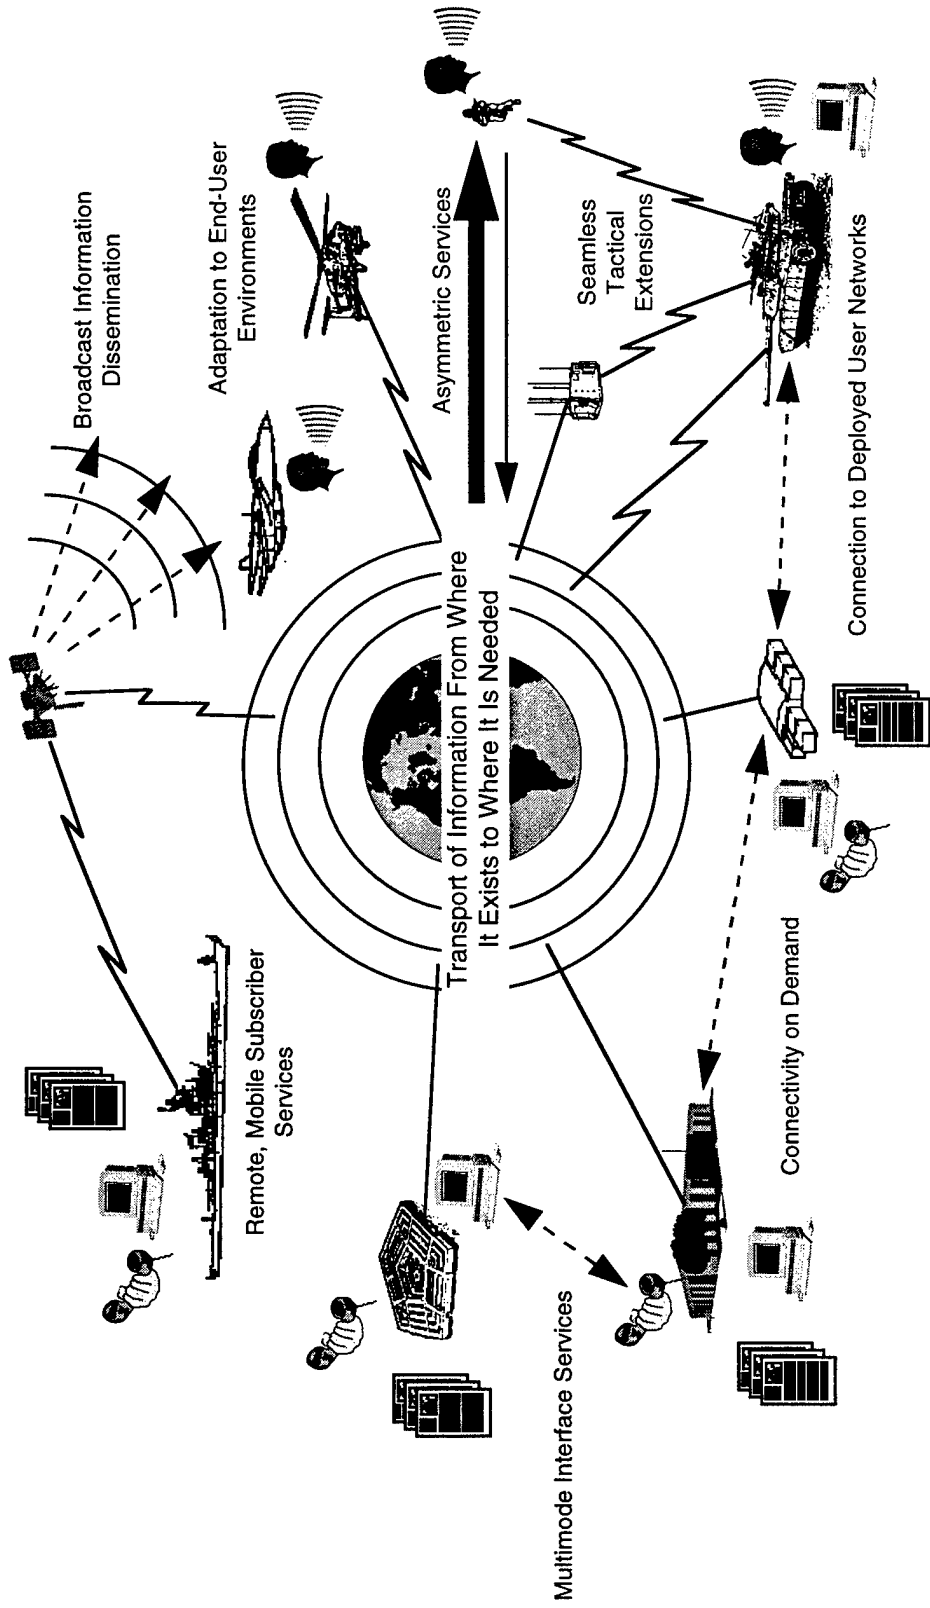 Broadcast Information
Dissemination
Adaptation to End-User
Environments
Remote, Mobile Subscriber
Services
Asymmetric Services
Transport of Information From Where
It Exists to Where It Is Needed
Seamless
Tactical
Extensions
Multimode Interface Services
Connectivity on Demand
Connection to Deployed User Networks